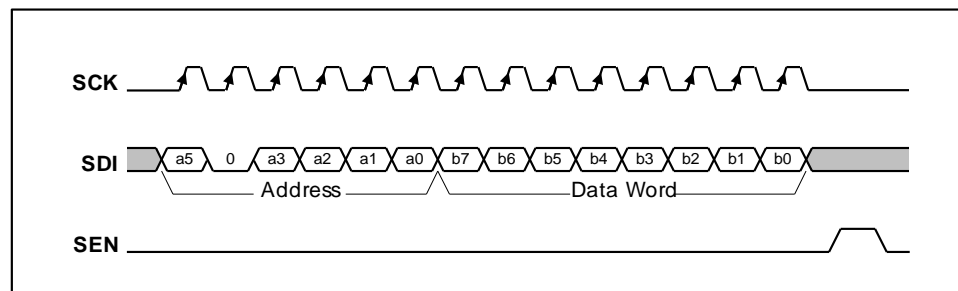 SCK
SDI a5 0 a3 a2 a1 a0 b7 b6 b5 b4 b3 b2 b1 b0
Address Data Word
SEN